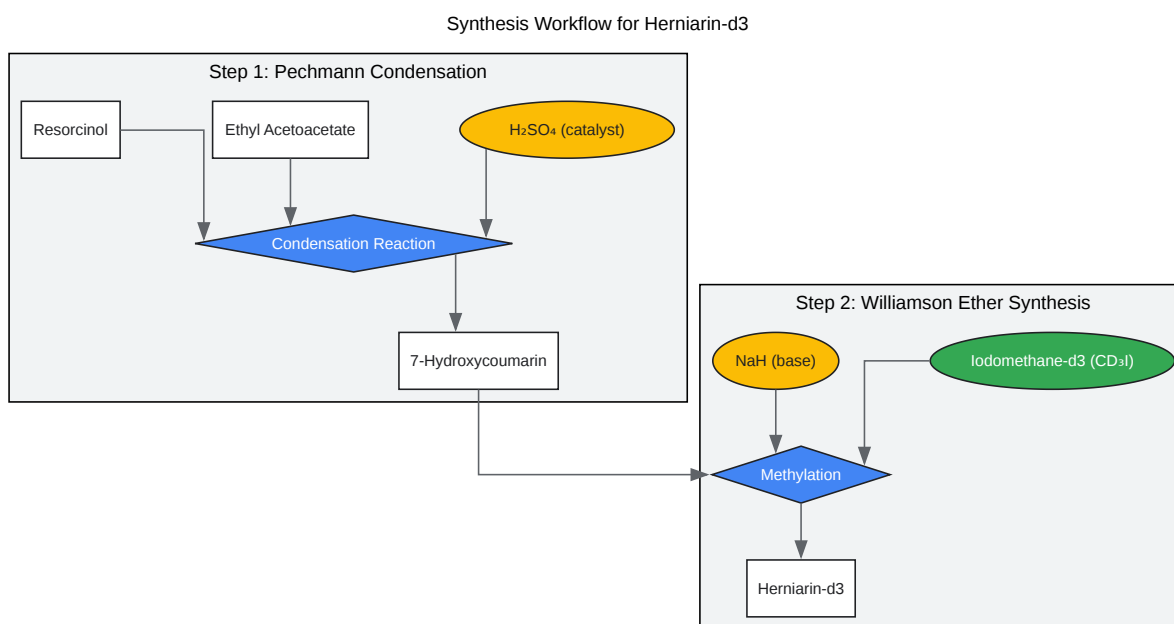 Synthesis Workflow for Herniarin-d3
Step 1: Pechmann Condensation
Resorcinol
Ethyl Acetoacetate
H₂SO₄ (catalyst)
Condensation Reaction
7-Hydroxycoumarin
Step 2: Williamson Ether Synthesis
NaH (base)
Iodomethane-d3 (CD₃I)
Methylation
Herniarin-d3